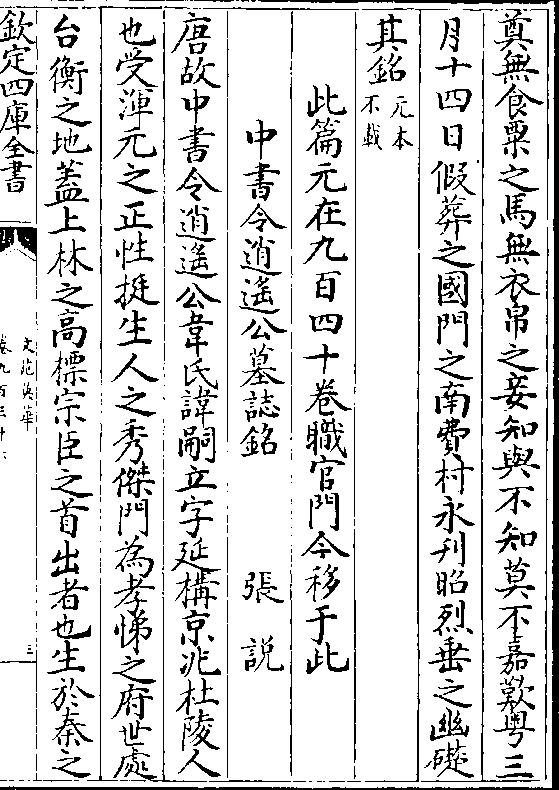 奠無食粟之馬無衣帛之妾知與不知莫不嘉歎粤三
月十四日假葬之國門之南費村永刋昭烈垂之幽礎
其銘元本不載
此篇元在九百四十卷職官門今移于此
中書令逍遙公墓誌銘 張說
唐故中書令逍遙公韋氏諱嗣立字延構京兆杜陵人
也受渾元之正性挺生人之秀傑門為孝悌之府世處
台衡之地蓋上林之高標宗臣之首出者也生於秦之
欽定四庫全書
文苑英華
卷九百三十
三